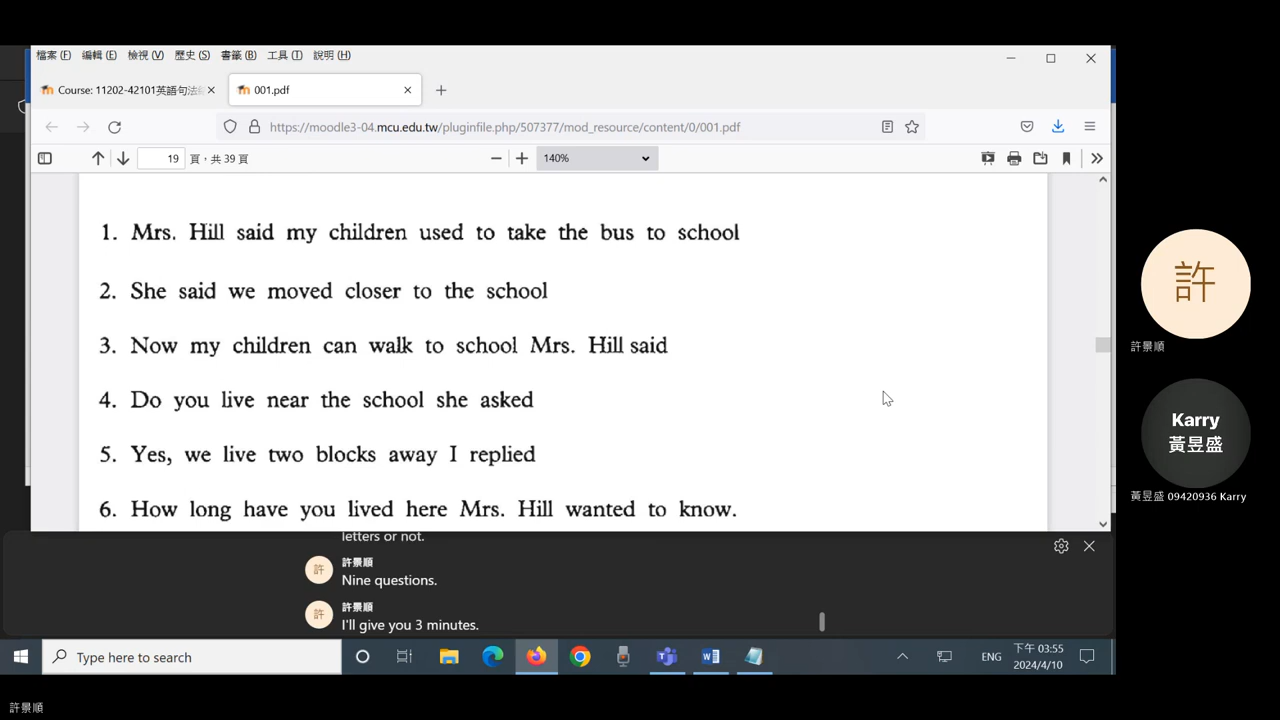 檔案 (F) 編輯 (E) 檢視 (V) 歷史 (S) 書籤 (B) 工具 (T) 說明 (H)
Course: 11202-42101英語句法
001.pdf
https://moodle3-04.mcu.edu.tw/pluginfile.php/507377/mod_resource/content/0/001.pdf
19 頁，共 39 頁
140%
1. Mrs. Hill said my children used to take the bus to school
2. She said we moved closer to the school
3. Now my children can walk to school Mrs. Hill said
4. Do you live near the school she asked
5. Yes, we live two blocks away I replied
6. How long have you lived here Mrs. Hill wanted to know.
letters or not.
許
許景順
Nine questions.
許
許景順
I'll give you 3 minutes.
許
許景順
Karry
黃昱盛
黃昱盛 09420936 Karry
Type here to search
ENG
下午 03:55
2024/4/10
許景順